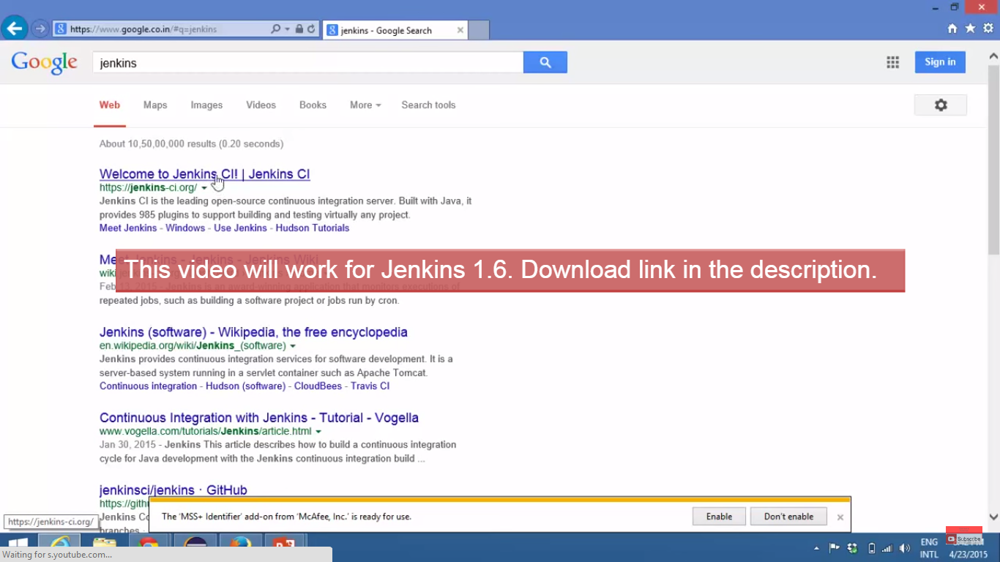 https://www.google.co.in/#q=jenkins
jenkins - Google Search
Google
jenkins
Sign in
Web Maps Images Videos Books More Search tools
About 10,50,00,000 results (0.20 seconds)
Welcome to Jenkins CI! | Jenkins CI
https://jenkins-ci.org/
Jenkins CI is the leading open-source continuous integration server. Built with Java, it
provides 985 plugins to support building and testing virtually any project.
Meet Jenkins - Windows - Use Jenkins - Hudson Tutorials
Meet Jenkins - Jenkins - Jenkins Wiki
This video will work for Jenkins 1.6. Download link in the description.
wiki
Jenkins is an award-winning application that monitors executions of
repeated jobs, such as building a software project or jobs run by cron.
Jenkins (software) - Wikipedia, the free encyclopedia
en.wikipedia.org/wiki/Jenkins_(software)
Jenkins provides continuous integration services for software development. It is a
server-based system running in a servlet container such as Apache Tomcat.
Continuous integration - Hudson (software) - CloudBees - Travis CI
Continuous Integration with Jenkins - Tutorial - Vogella
www.vogella.com/tutorials/Jenkins/article.html
Jan 30, 2015 - Jenkins This article describes how to build a continuous integration
cycle for Java development with the Jenkins continuous integration build ...
jenkinsci/jenkins · GitHub
https://gith
The 'MSS+ Identifier' add-on from 'McAfee, Inc.' is ready for use.
Enable
Don't enable
https://jenkins-ci.org/
Jenkins Co
branches
Waiting for s.youtube.com...
ENG
INTL
Subscribe
4/23/2015